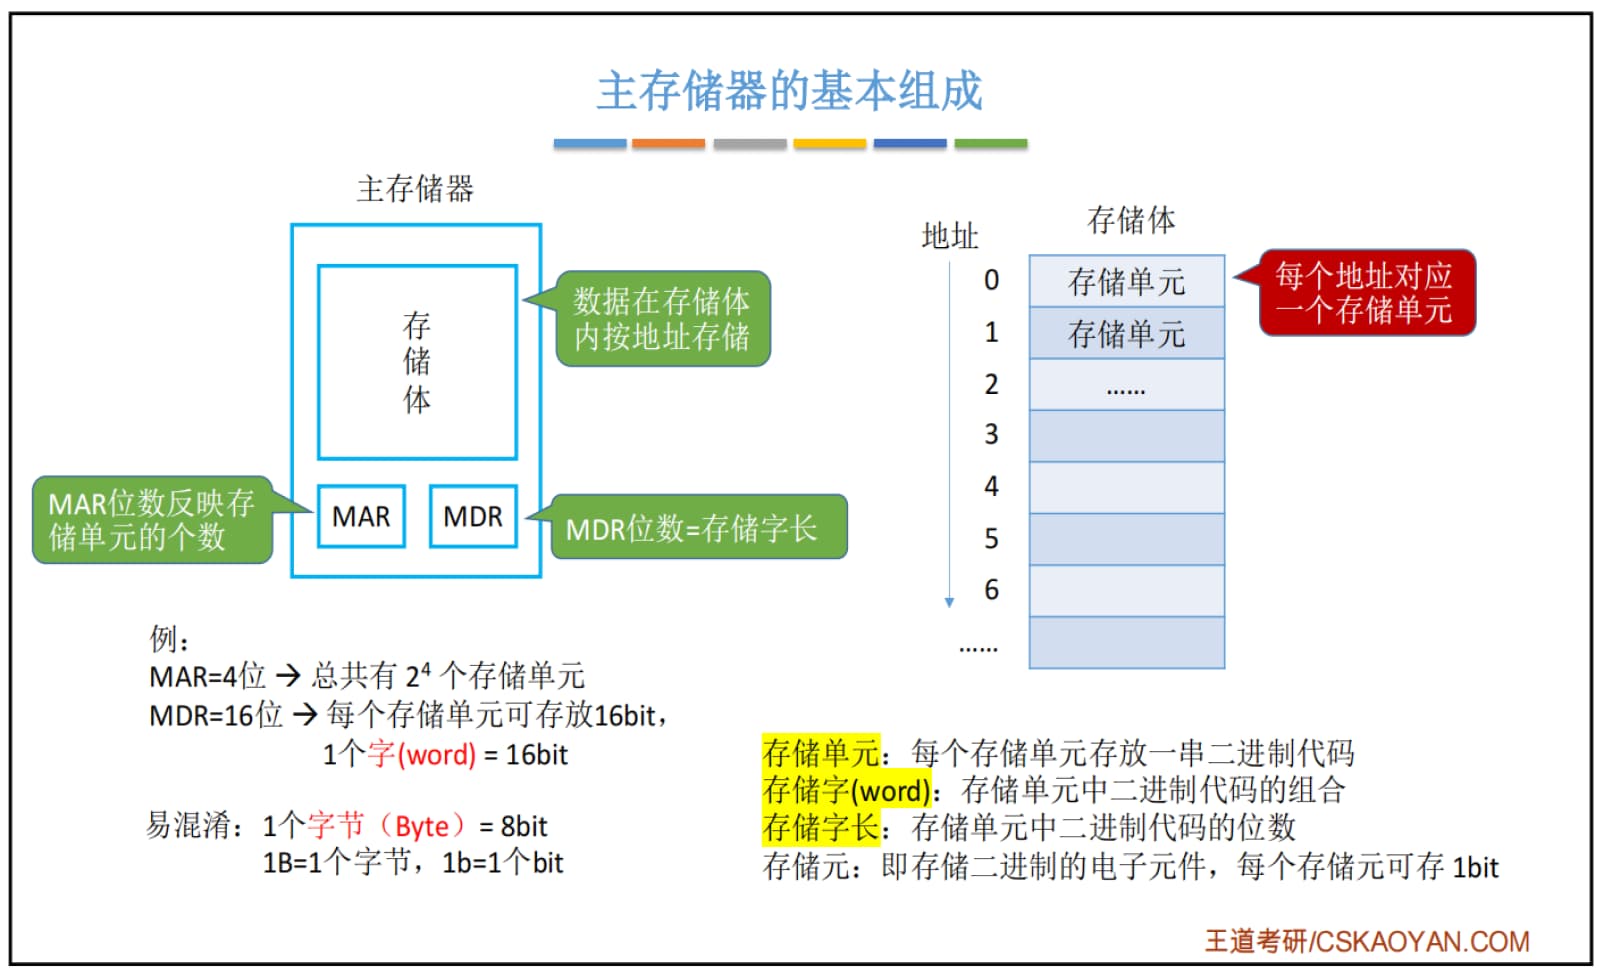 主存储器的基本组成
主存储器
存
储
体
数据在存储体
内按地址存储
MAR位数反映存
储单元的个数
MAR
MDR
MDR位数=存储字长
地址
存储体
0
存储单元
1
存储单元
2
……
3
4
5
6
……
每个地址对应
一个存储单元
例：
MAR=4位 → 总共有 2⁴ 个存储单元
MDR=16位 → 每个存储单元可存放16bit，
1个字(word) = 16bit
易混淆：1个字节（Byte）= 8bit
1B=1个字节，1b=1个bit
存储单元：每个存储单元存放一串二进制代码
存储字(word)：存储单元中二进制代码的组合
存储字长：存储单元中二进制代码的位数
存储元：即存储二进制的电子元件，每个存储元可存 1bit
王道考研/CSKAOYAN.COM